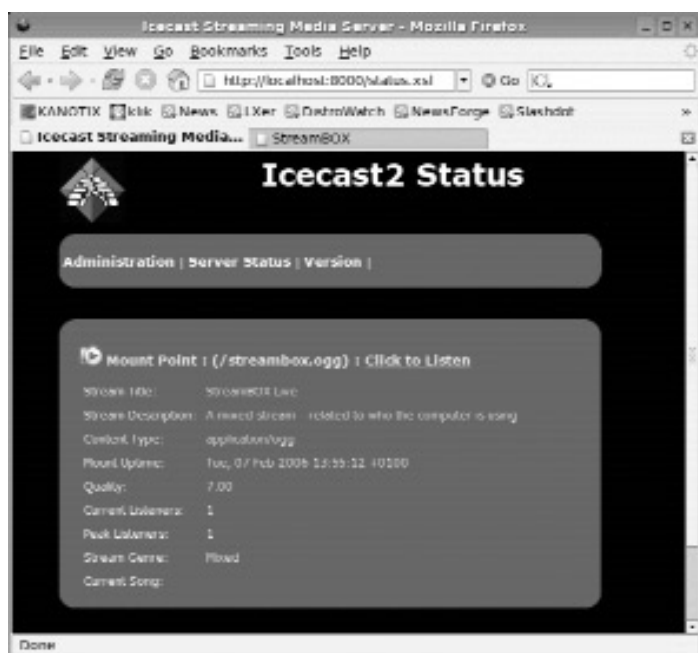 Icecast Streaming Media Server - Mozilla Firefox
File Edit View Go Bookmarks Tools Help
http://localhost:8000/status.xsl Go
KANOTIX klik News LXer DistroWatch NewsForge Slashdot
Icecast Streaming Media... StreamBOX
Icecast2 Status
Administration | Server Status | Version |
Mount Point : (/streambox.ogg) : Click to Listen
Stream Title: StreamBOX Live
Stream Description: A mixed stream - related to who the computer is using
Content Type: application/ogg
Mount Uptime: Tue, 07 Feb 2006 13:55:12 +0100
Quality: 7.00
Current Listeners: 1
Peak Listeners: 1
Stream Genre: Mixed
Current Song:
Done